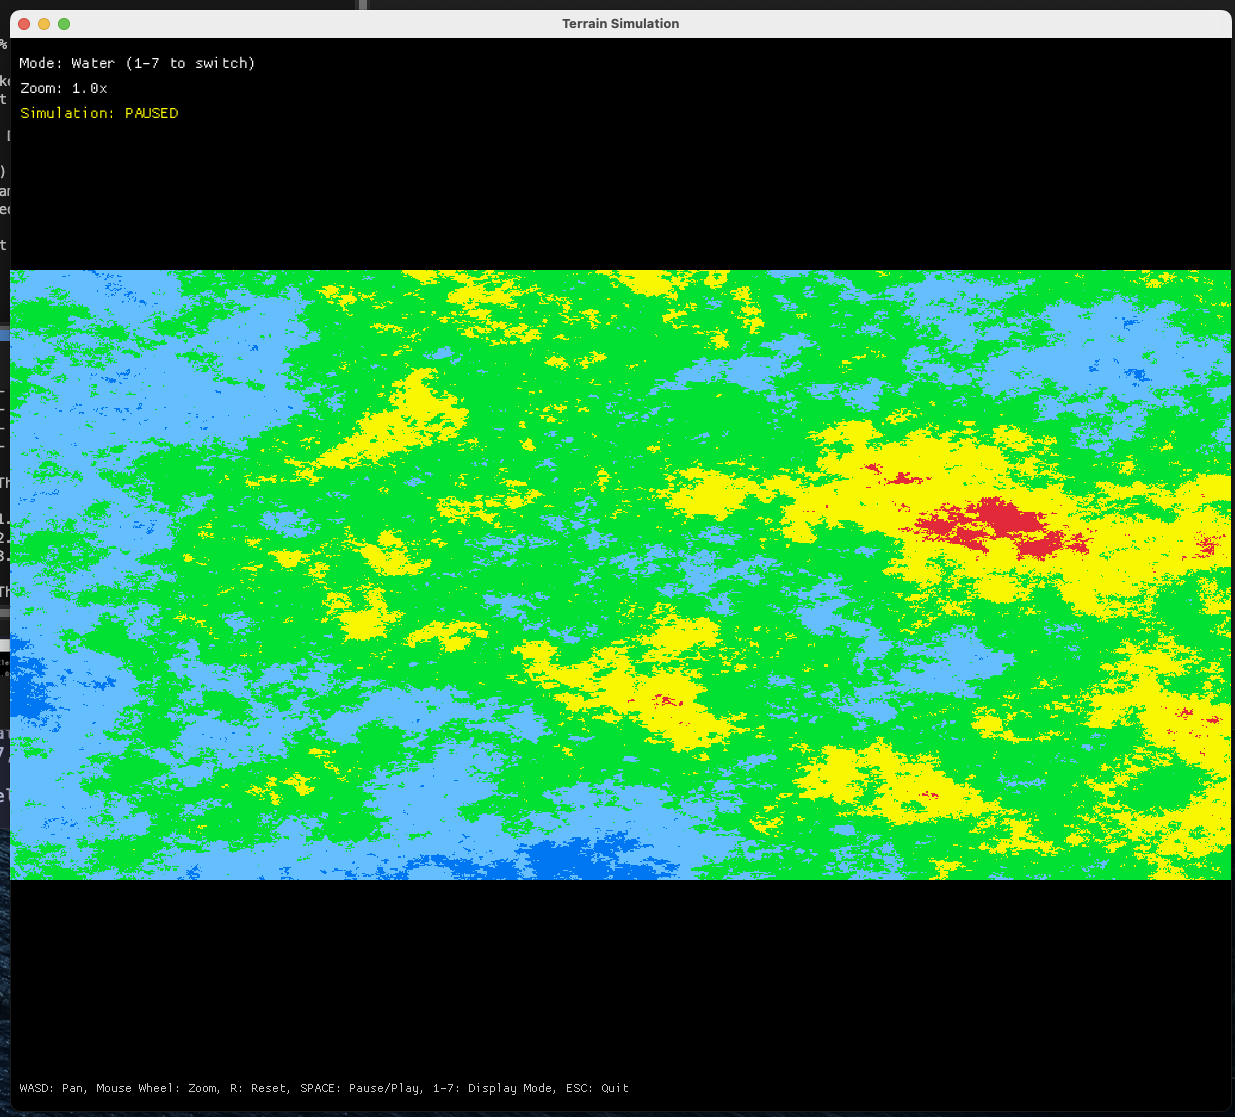 Terrain Simulation
Mode: Water (1-7 to switch)
Zoom: 1.0x
Simulation: PAUSED
WASD: Pan, Mouse Wheel: Zoom, R: Reset, SPACE: Pause/Play, 1-7: Display Mode, ESC: Quit